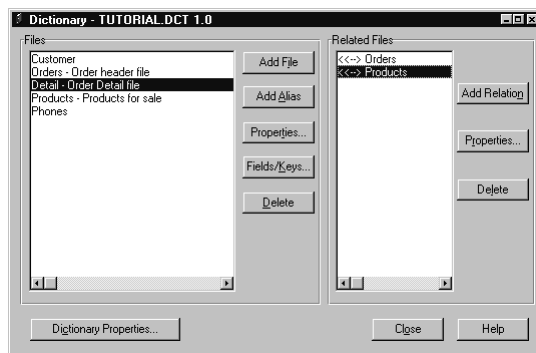 Dictionary - TUTORIAL.DCT 1.0
Files
Customer
Orders - Order header file
Detail - Order Detail file
Products - Products for sale
Phones
Add File
Add Alias
Properties...
Fields/Keys...
Delete
Related Files
<<--> Orders
<<--> Products
Add Relation
Properties...
Delete
Dictionary Properties...
Close
Help